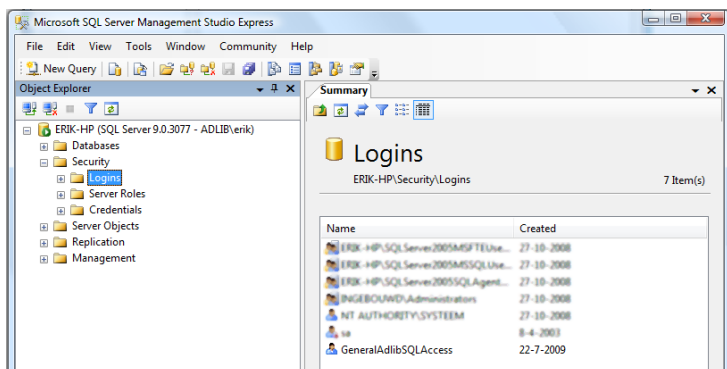 Microsoft SQL Server Management Studio Express
File Edit View Tools Window Community Help
New Query
Object Explorer
Summary
ERIK-HP (SQL Server 9.0.3077 - ADLIB\erik)
Databases
Security
Logins
Server Roles
Credentials
Server Objects
Replication
Management
Logins
ERIK-HP\Security\Logins 7 Item(s)
Name Created
ERIK-HP\SQLServer2005MSFTEUse... 27-10-2008
ERIK-HP\SQLServer2005MSSQLUse... 27-10-2008
ERIK-HP\SQLServer2005SQLAgent... 27-10-2008
INGEBOUWD\Administrators 27-10-2008
NT AUTHORITY\SYSTEEM 27-10-2008
sa 8-4-2003
GeneralAdlibSQLAccess 22-7-2009